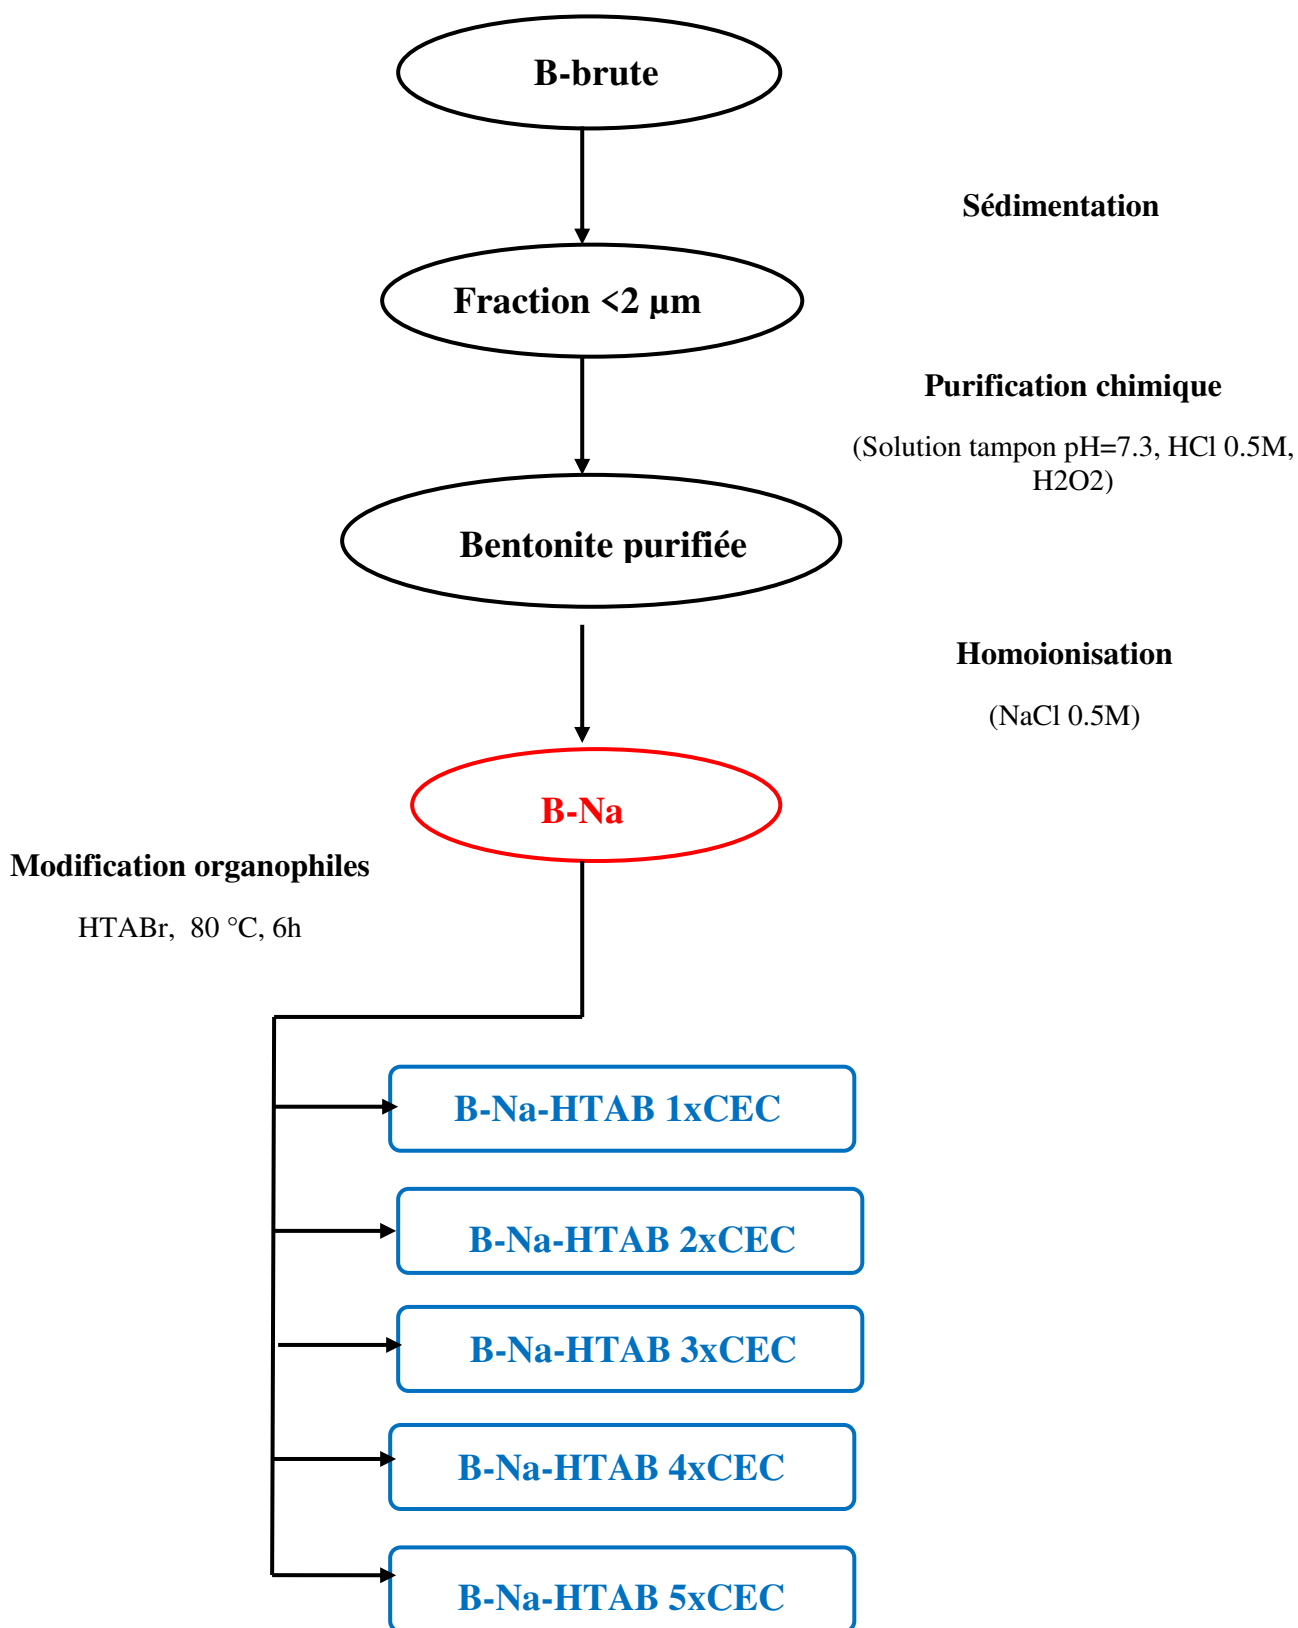 B-brute
Sédimentation
Fraction <2 µm
Purification chimique
(Solution tampon pH=7.3, HCl 0.5M,
H2O2)
Bentonite purifiée
Homoionisation
(NaCl 0.5M)
B-Na
Modification organophiles
HTABr, 80 °C, 6h
B-Na-HTAB 1xCEC
B-Na-HTAB 2xCEC
B-Na-HTAB 3xCEC
B-Na-HTAB 4xCEC
B-Na-HTAB 5xCEC